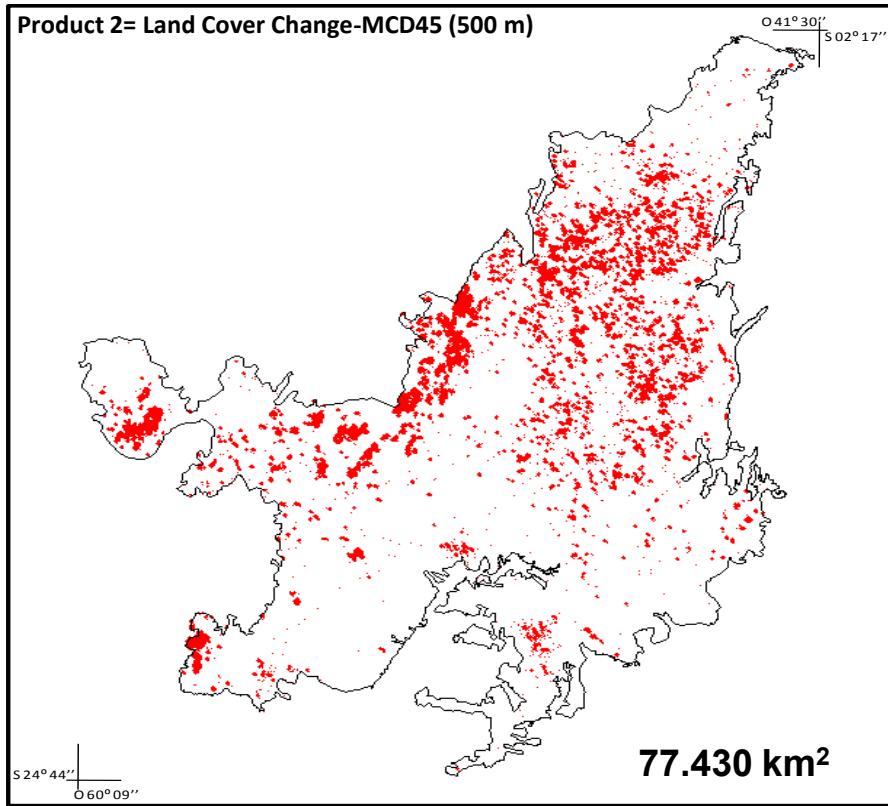 Product 2= Land Cover Change-MCD45 (500 m)
O 41° 30′′
S 02° 17′′
77.430 km²
S 24° 44′′
O 60° 09′′